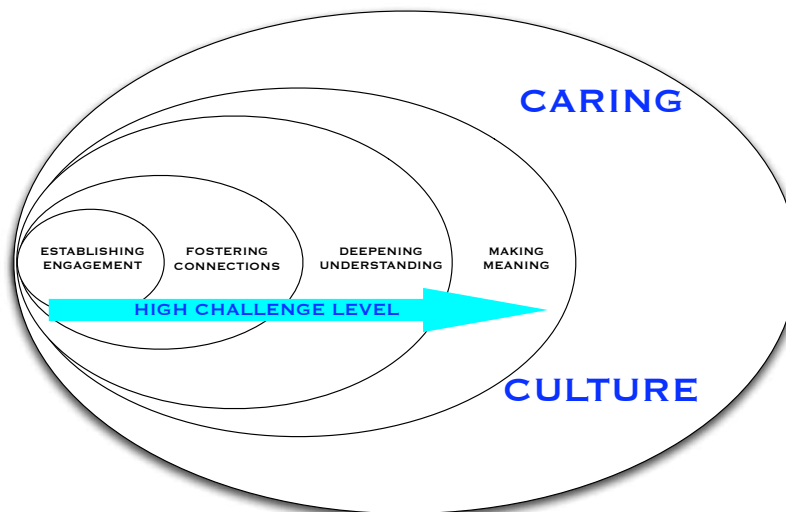 CARING
ESTABLISHING
ENGAGEMENT
FOSTERING
CONNECTIONS
DEEPENING
UNDERSTANDING
MAKING
MEANING
HIGH CHALLENGE LEVEL
CULTURE